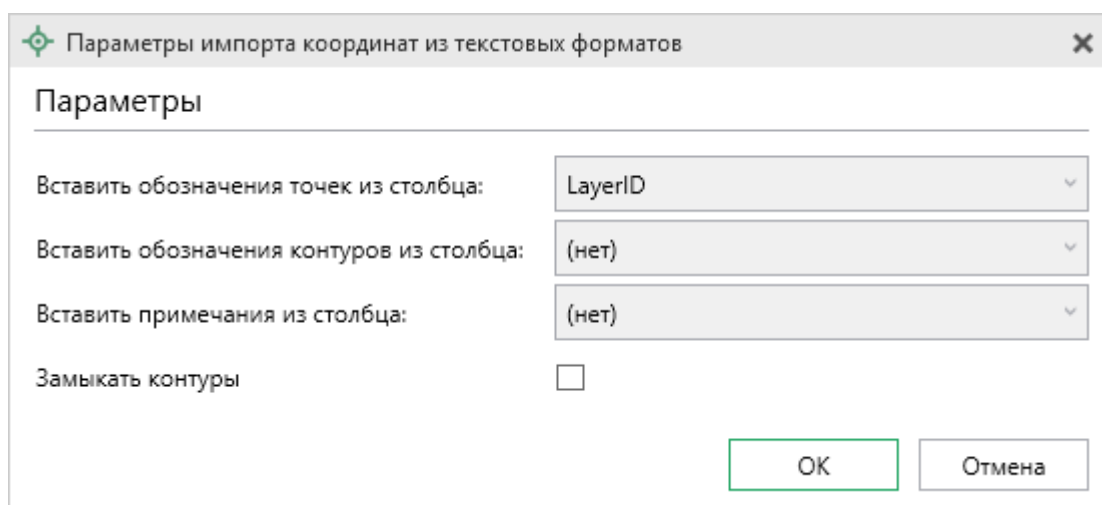 Параметры импорта координат из текстовых форматов
Параметры
Вставить обозначения точек из столбца: LayerID
Вставить обозначения контуров из столбца: (нет)
Вставить примечания из столбца: (нет)
Замыкать контуры
ОК Отмена